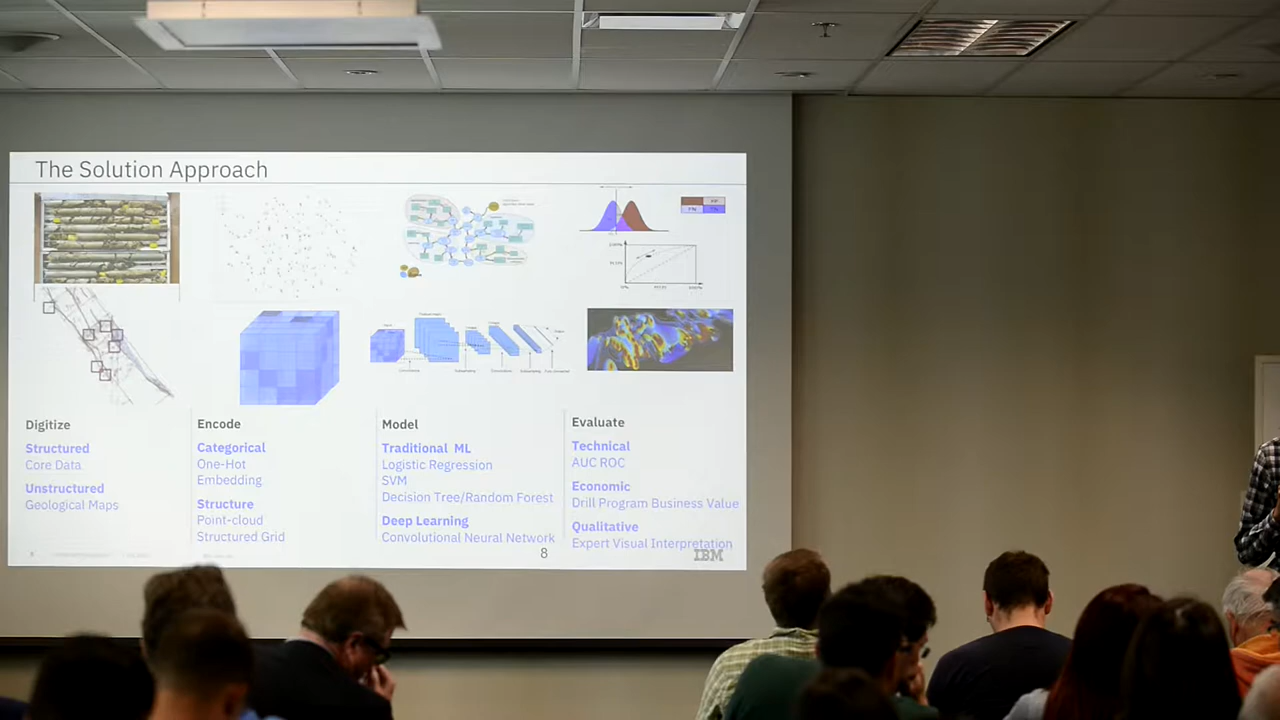 The Solution Approach
Digitize
Structured
Core Data
Unstructured
Geological Maps
Encode
Categorical
One-Hot
Embedding
Structure
Point-cloud
Structured Grid
Model
Traditional ML
Logistic Regression
SVM
Decision Tree/Random Forest
Deep Learning
Convolutional Neural Network
Evaluate
Technical
AUC ROC
Economic
Drill Program Business Value
Qualitative
Expert Visual Interpretation
8
IBM